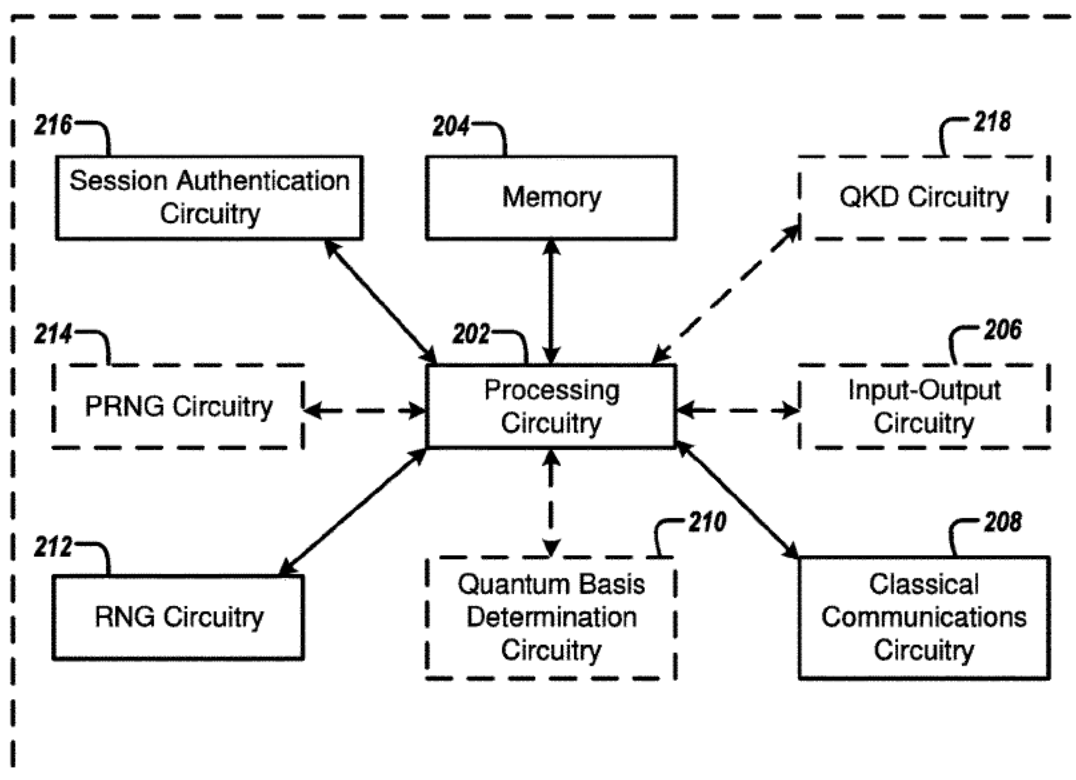 216
204
218
Session Authentication
Circuitry
Memory
QKD Circuitry
214
202
206
PRNG Circuitry
Processing
Circuitry
Input-Output
Circuitry
212
210
208
RNG Circuitry
Quantum Basis
Determination
Circuitry
Classical
Communications
Circuitry